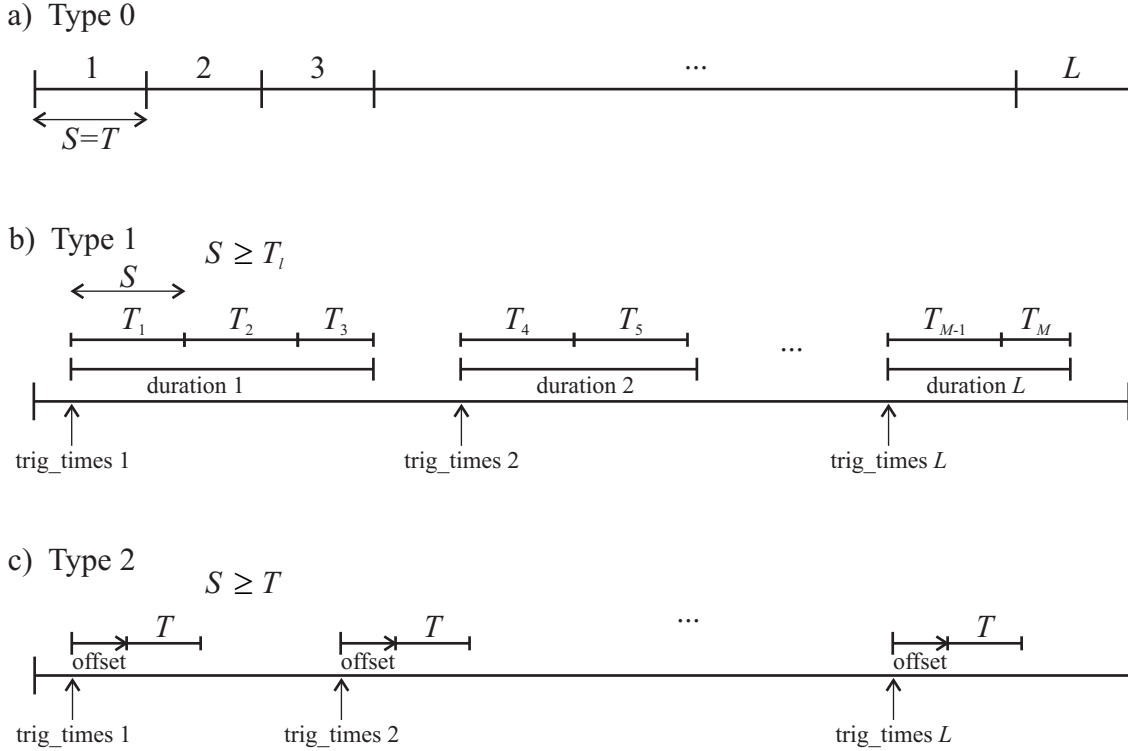 a) Type 0
1 2 3 ... L
S=T
b) Type 1
S ≥ T_l
S
T_1 T_2 T_3 T_4 T_5 ... T_{M-1} T_M
duration 1 duration 2 duration L
trig_times 1 trig_times 2 trig_times L
c) Type 2
S ≥ T
T T ... T
offset offset offset
trig_times 1 trig_times 2 trig_times L